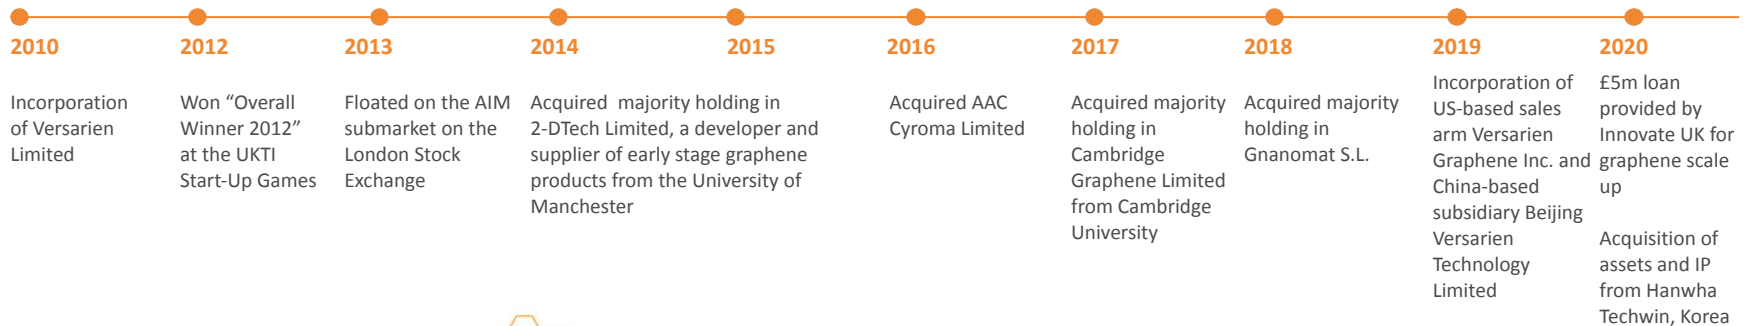 2010
Incorporation
of Versarien
Limited
2012
Won “Overall
Winner 2012”
at the UKTI
Start-Up Games
2013
Floated on the AIM
submarket on the
London Stock
Exchange
2014
2015
Acquired  majority holding in
2-DTech Limited, a developer and
supplier of early stage graphene
products from the University of
Manchester
2016
Acquired AAC
Cyroma Limited
2017
Acquired majority
holding in
Cambridge
Graphene Limited
from Cambridge
University
2018
Acquired majority
holding in
Gnanomat S.L.
2019
Incorporation of
US-based sales
arm Versarien
Graphene Inc. and
China-based
subsidiary Beijing
Versarien
Technology
Limited
2020
£5m loan
provided by
Innovate UK for
graphene scale
up
Acquisition of
assets and IP
from Hanwha
Techwin, Korea